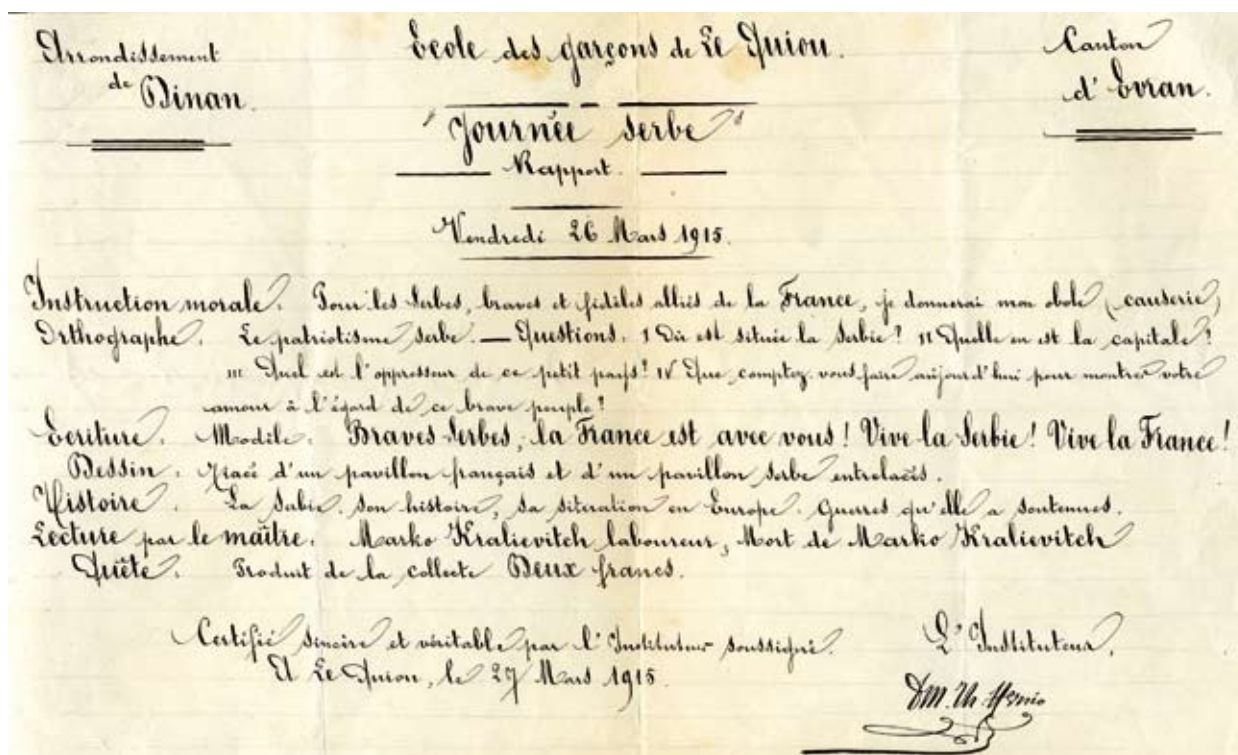 Arrondissement
de Dinan.
Ecole des garçons de Le Quiou.
Canton
d'Evran.
"Journée serbe"
Rapport.
Vendredi 26 Mars 1915.
Instruction morale. Pour les Serbes, braves et fidèles alliés de la France, je donnerai mon obole (causerie)
Orthographe. Le patriotisme serbe. — Questions. I Où est située la Serbie? II Quelle en est la capitale?
III Quel est l'oppresseur de ce petit pays? IV Que comptez vous faire aujourd'hui pour montrer votre
amour à l'égard de ce brave peuple?
Ecriture. Modèle. Braves Serbes, la France est avec vous! Vive la Serbie! Vive la France!
Dessin. Tracé d'un pavillon français et d'un pavillon serbe entrelacés.
Histoire. La Serbie, son histoire, sa situation en Europe. Guerres qu'elle a soutenues.
Lecture par le maître. Marko Kralievitch laboureur, Mort de Marko Kralievitch
Quête. Produit de la collecte Deux francs.
Certifié sincère et véritable par l'Instituteur soussigné.
A Le Quiou, le 27 Mars 1915.
L'Instituteur,